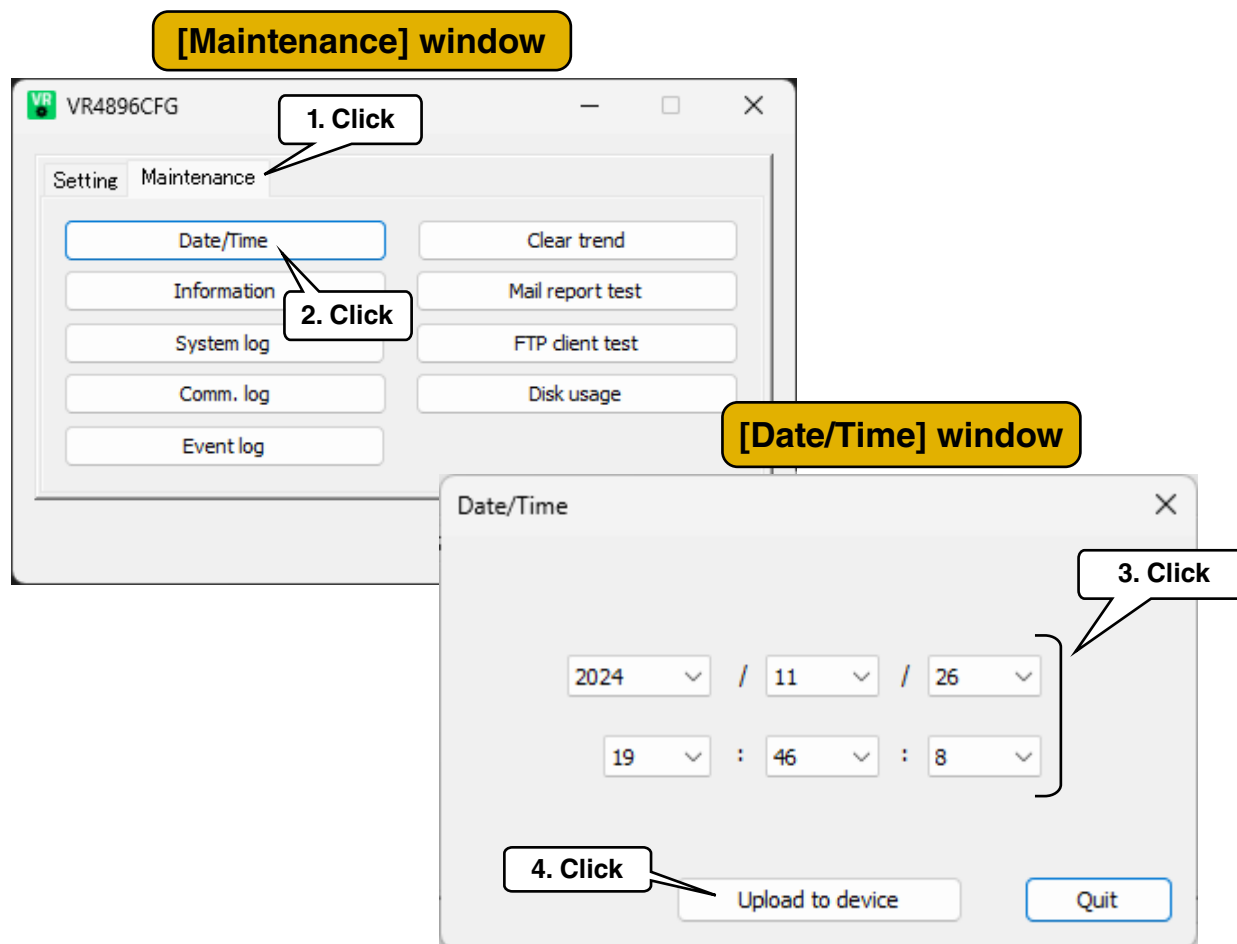 [Maintenance] window
VR
VR4896CFG
1. Click
Setting Maintenance
Date/Time Clear trend
Information Mail report test
2. Click
System log FTP client test
Comm. log Disk usage
Event log
[Date/Time] window
Date/Time
3. Click
2024 / 11 / 26
19 : 46 : 8
4. Click
Upload to device Quit